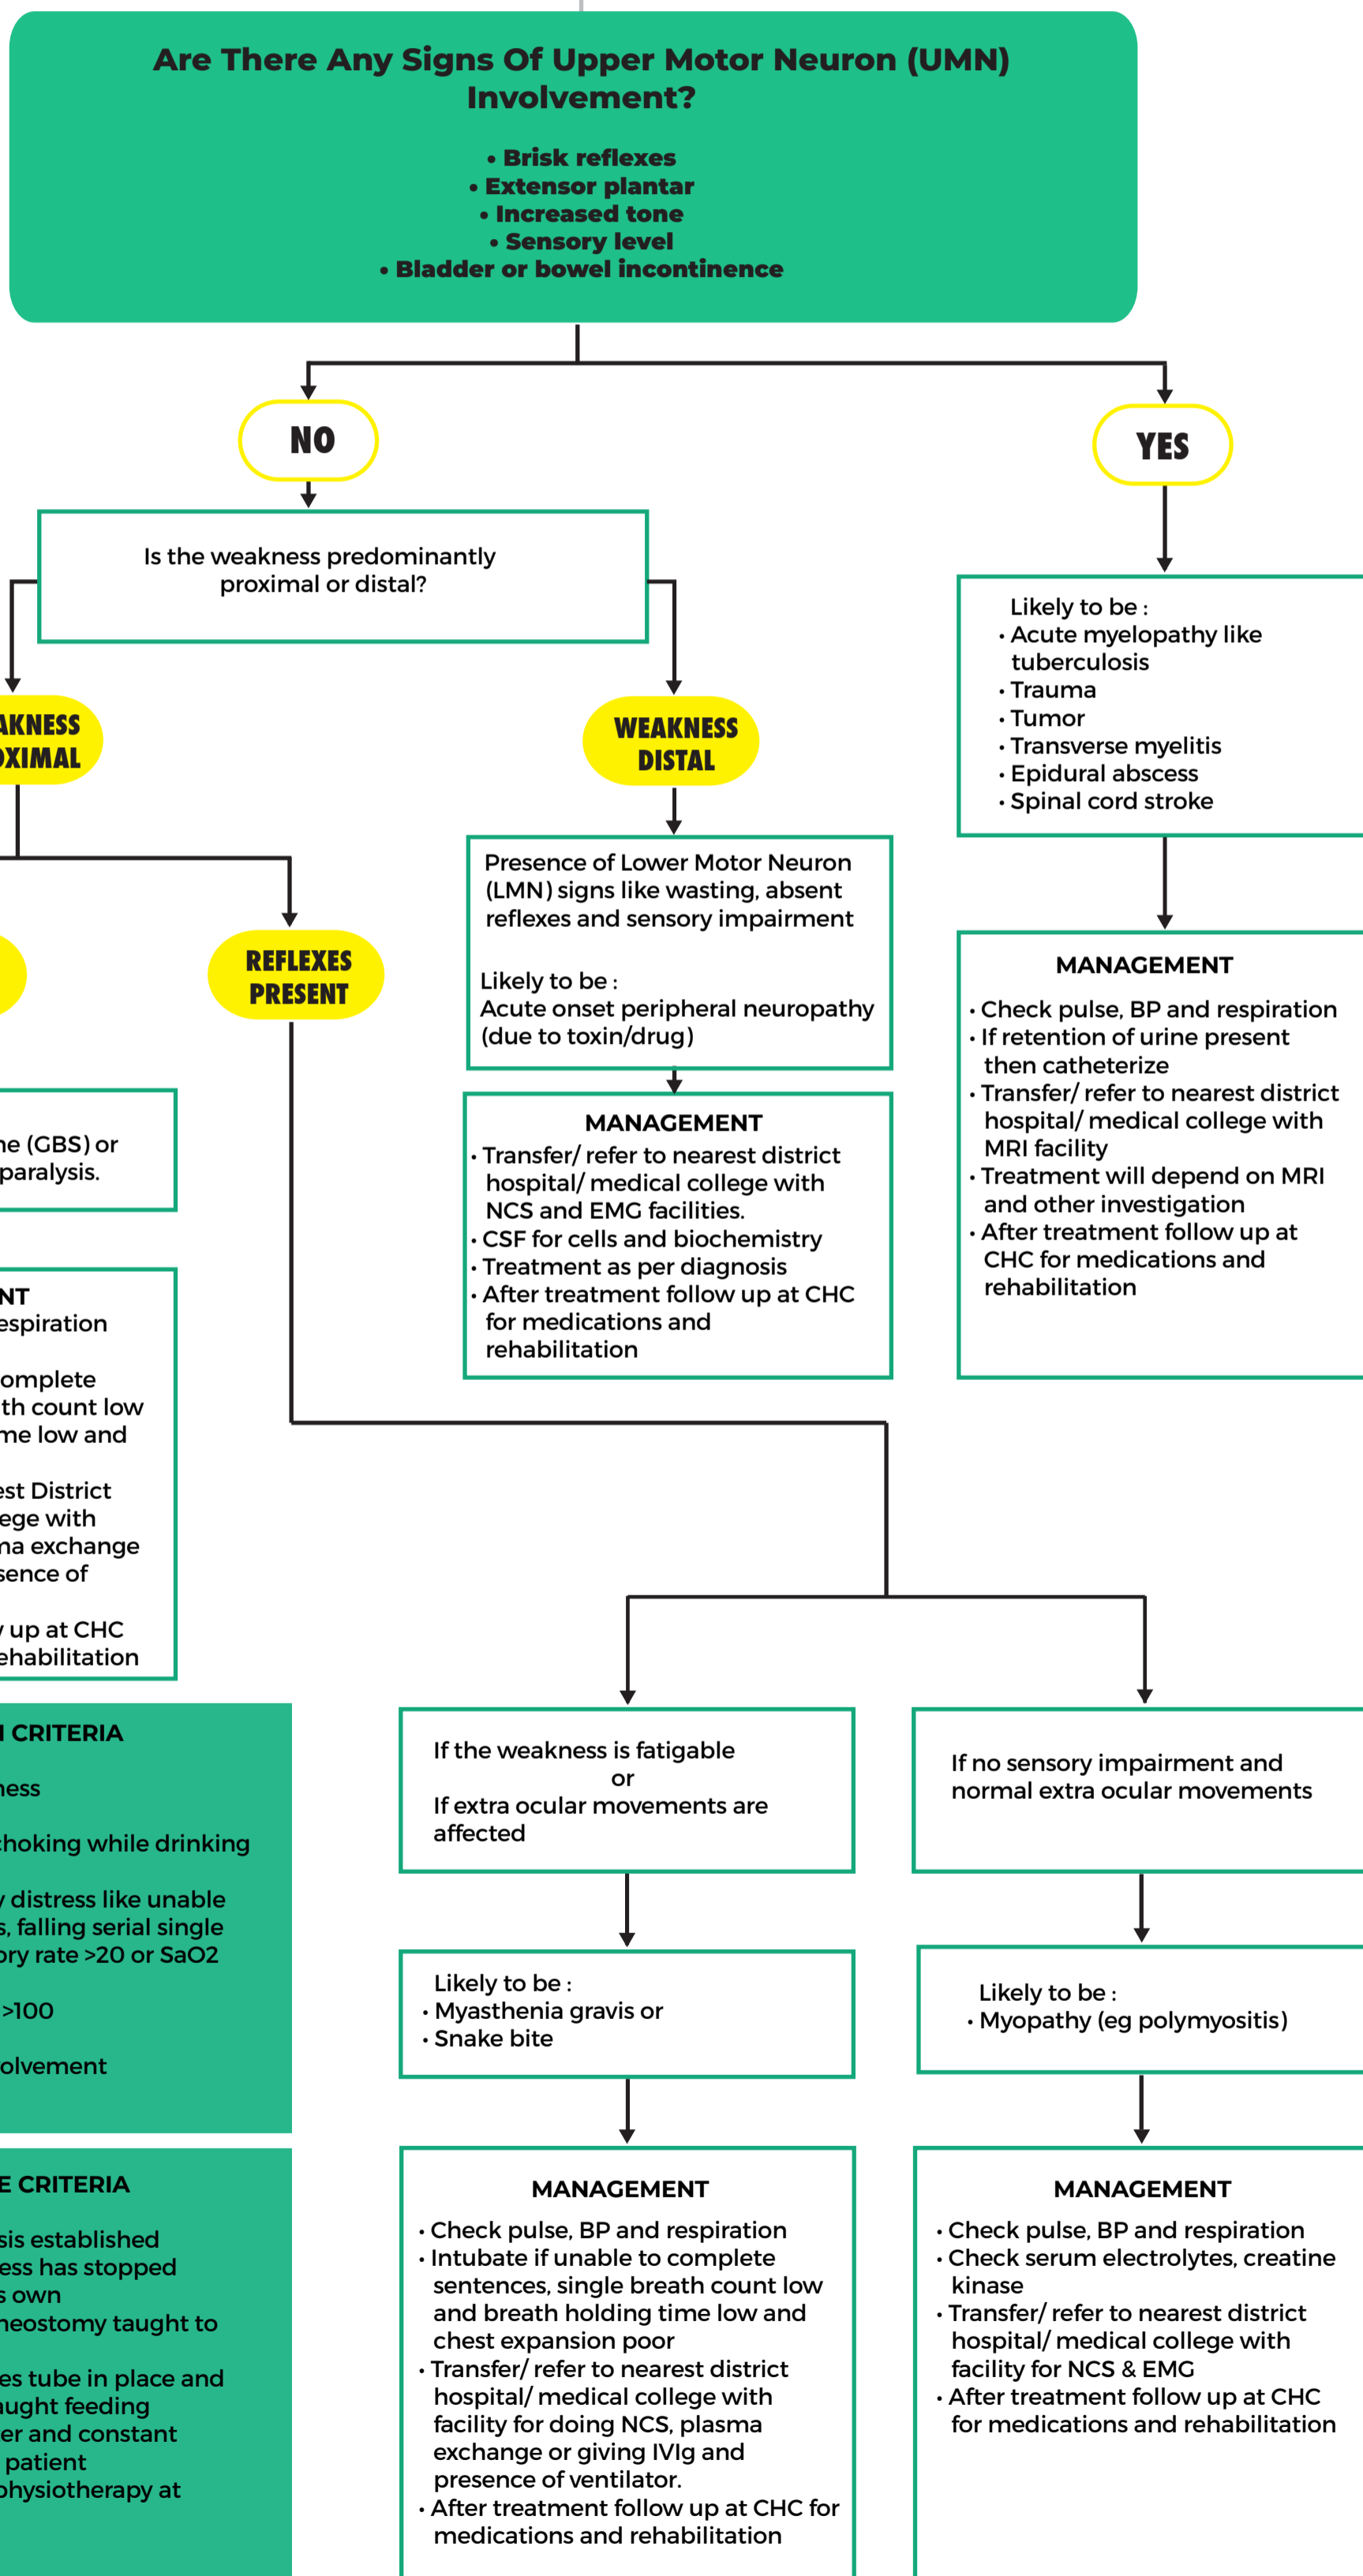 Are There Any Signs Of Upper Motor Neuron (UMN)
Involvement?
• Brisk reflexes
• Extensor plantar
• Increased tone
• Sensory level
• Bladder or bowel incontinence
NO
YES
Is the weakness predominantly
proximal or distal?
AKNESS
OXIMAL
WEAKNESS
DISTAL
Likely to be :
• Acute myelopathy like
tuberculosis
• Trauma
• Tumor
• Transverse myelitis
• Epidural abscess
• Spinal cord stroke
Presence of Lower Motor Neuron
(LMN) signs like wasting, absent
reflexes and sensory impairment
Likely to be :
Acute onset peripheral neuropathy
(due to toxin/drug)
REFLEXES
PRESENT
MANAGEMENT
• Check pulse, BP and respiration
• If retention of urine present
then catheterize
• Transfer/ refer to nearest district
hospital/ medical college with
MRI facility
• Treatment will depend on MRI
and other investigation
• After treatment follow up at
CHC for medications and
rehabilitation
MANAGEMENT
• Transfer/ refer to nearest district
hospital/ medical college with
NCS and EMG facilities.
• CSF for cells and biochemistry
• Treatment as per diagnosis
• After treatment follow up at CHC
for medications and
rehabilitation
ne (GBS) or
paralysis.
NT
espiration
omplete
th count low
me low and
est District
ege with
ma exchange
sence of
up at CHC
ehabilitation
CRITERIA
ness
choking while drinking
distress like unable
s, falling serial single
ory rate >20 or SaO2
>100
olvement
E CRITERIA
sis established
ess has stopped
s own
heostomy taught to
es tube in place and
aught feeding
er and constant
patient
physiotherapy at
If the weakness is fatigable
or
If extra ocular movements are
affected
Likely to be :
• Myasthenia gravis or
• Snake bite
MANAGEMENT
• Check pulse, BP and respiration
• Intubate if unable to complete
sentences, single breath count low
and breath holding time low and
chest expansion poor
• Transfer/ refer to nearest district
hospital/ medical college with
facility for doing NCS, plasma
exchange or giving IVIg and
presence of ventilator.
• After treatment follow up at CHC for
medications and rehabilitation
If no sensory impairment and
normal extra ocular movements
Likely to be :
• Myopathy (eg polymyositis)
MANAGEMENT
• Check pulse, BP and respiration
• Check serum electrolytes, creatine
kinase
• Transfer/ refer to nearest district
hospital/ medical college with
facility for NCS & EMG
• After treatment follow up at CHC
for medications and rehabilitation